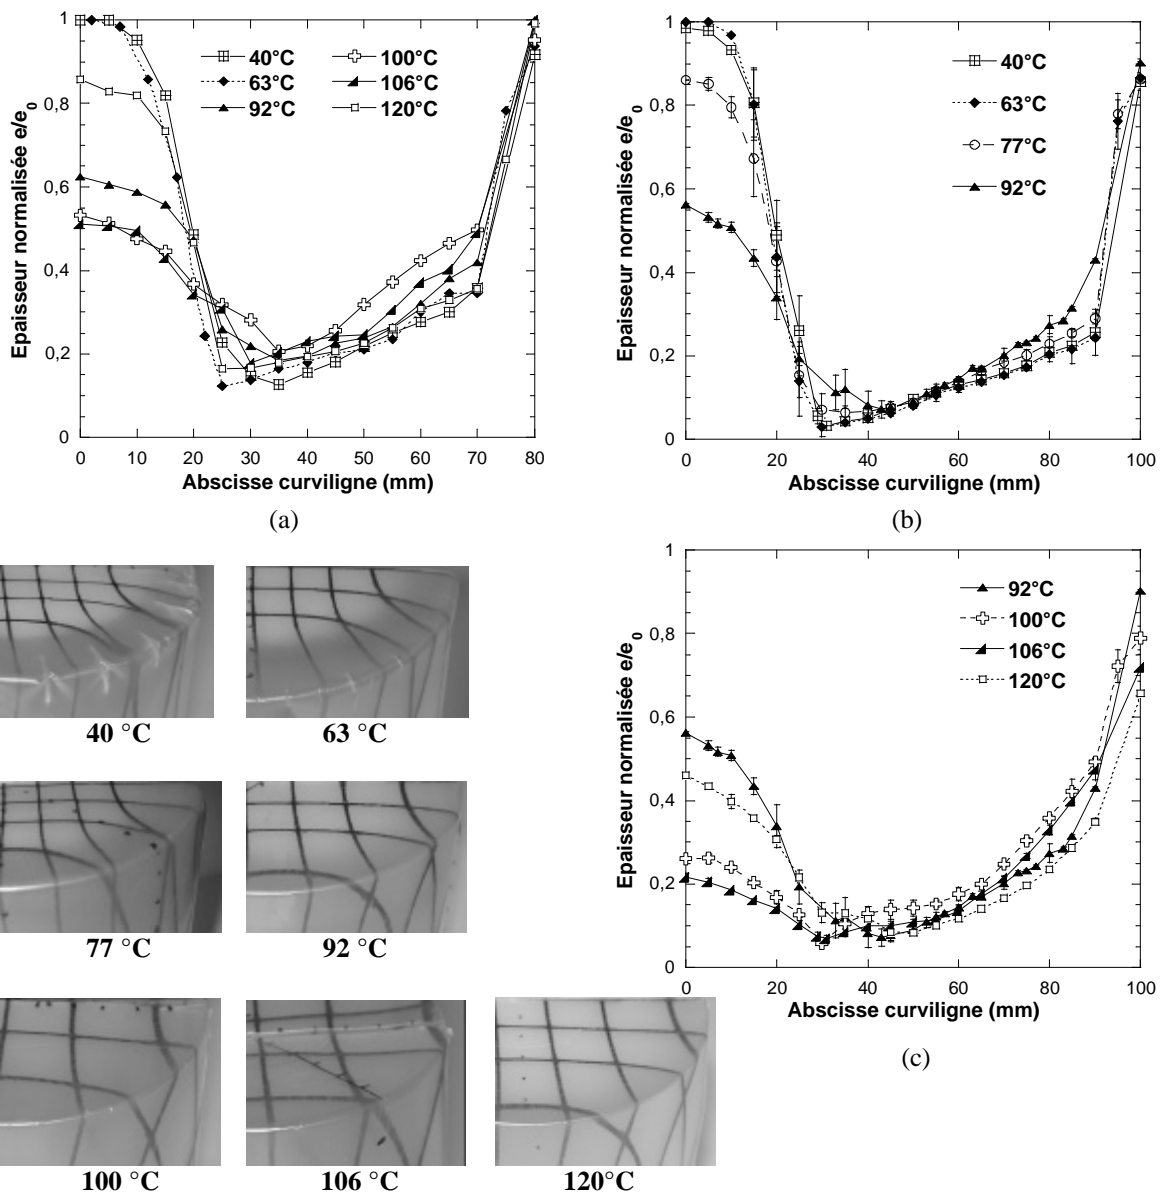 1
0,8
0,6
0,4
0,2
0
Epaisseur normalisée e/e0
40°C
63°C
92°C
100°C
106°C
120°C
0 10 20 30 40 50 60 70 80
Abscisse curviligne (mm)
(a)
1
0,8
0,6
0,4
0,2
0
Epaisseur normalisée e/e0
40°C
63°C
77°C
92°C
0 20 40 60 80 100
Abscisse curviligne (mm)
(b)
40 °C
63 °C
77 °C
92 °C
100 °C
106 °C
120°C
1
0,8
0,6
0,4
0,2
0
Epaisseur normalisée e/e0
92°C
100°C
106°C
120°C
0 20 40 60 80 100
Abscisse curviligne (mm)
(c)